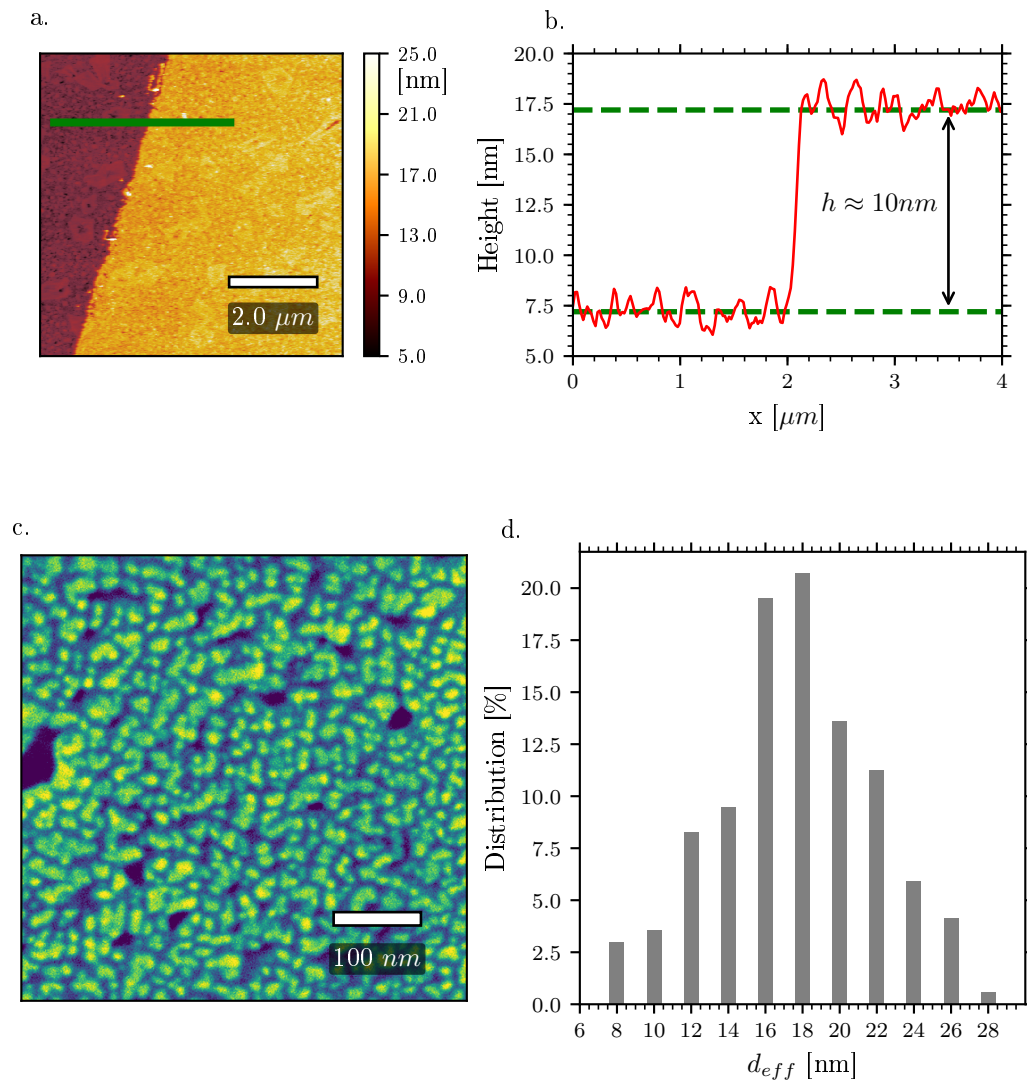 a.
25.0
[nm]
21.0
17.0
13.0
9.0
5.0
2.0 μm
b.
20.0
17.5
15.0
12.5
10.0
7.5
5.0
Height [nm]
h ≈ 10nm
0 1 2 3 4
x [μm]
c.
100 nm
d.
20.0
17.5
15.0
12.5
10.0
7.5
5.0
2.5
0.0
Distribution [%]
6 8 10 12 14 16 18 20 22 24 26 28
d_eff [nm]